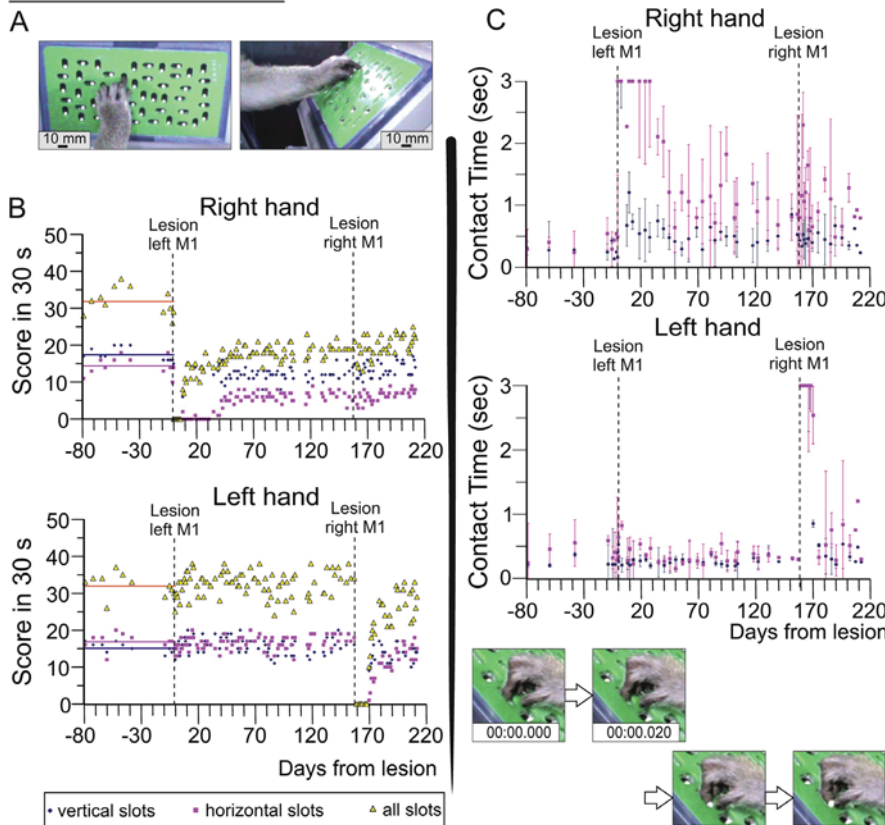 A
10 mm
10 mm
B
Right hand
Lesion
left M1
Lesion
right M1
Score in 30 s
50
40
30
20
10
0
-80
-30
20
70
120
170
220
Left hand
Lesion
left M1
Lesion
right M1
Score in 30 s
50
40
30
20
10
0
-80
-30
20
70
120
170
220
Days from lesion
vertical slots
horizontal slots
all slots
C
Right hand
Lesion
left M1
Lesion
right M1
Contact Time (sec)
3
2
1
0
-80
-30
20
70
120
170
220
Left hand
Lesion
left M1
Lesion
right M1
Contact Time (sec)
3
2
1
0
-80
-30
20
70
120
170
220
Days from lesion
00:00.000
00:00.020